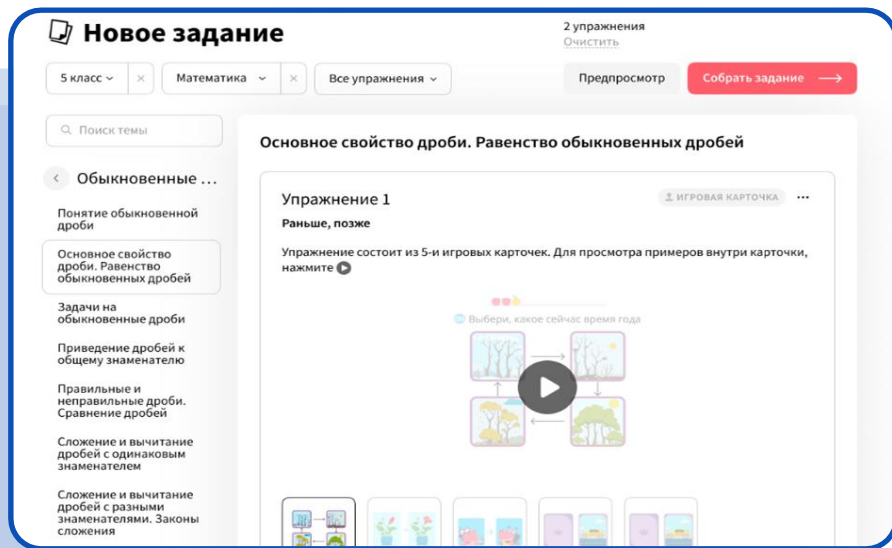 Новое задание
2 упражнения
Очистить
5 класс
Математика
Все упражнения
Предпросмотр
Собрать задание
Поиск темы
Обыкновенные ...
Понятие обыкновенной
дроби
Основное свойство
дроби. Равенство
обыкновенных дробей
Задачи на
обыкновенные дроби
Приведение дробей к
общему знаменателю
Правильные и
неправильные дроби.
Сравнение дробей
Сложение и вычитание
дробей с одинаковым
знаменателем
Сложение и вычитание
дробей с разными
знаменателями. Законы
сложения
Основное свойство дроби. Равенство обыкновенных дробей
Упражнение 1
ИГРОВАЯ КАРТОЧКА
Раньше, позже
Упражнение состоит из 5-и игровых карточек. Для просмотра примеров внутри карточки,
нажмите
Выбери, какое сейчас время года